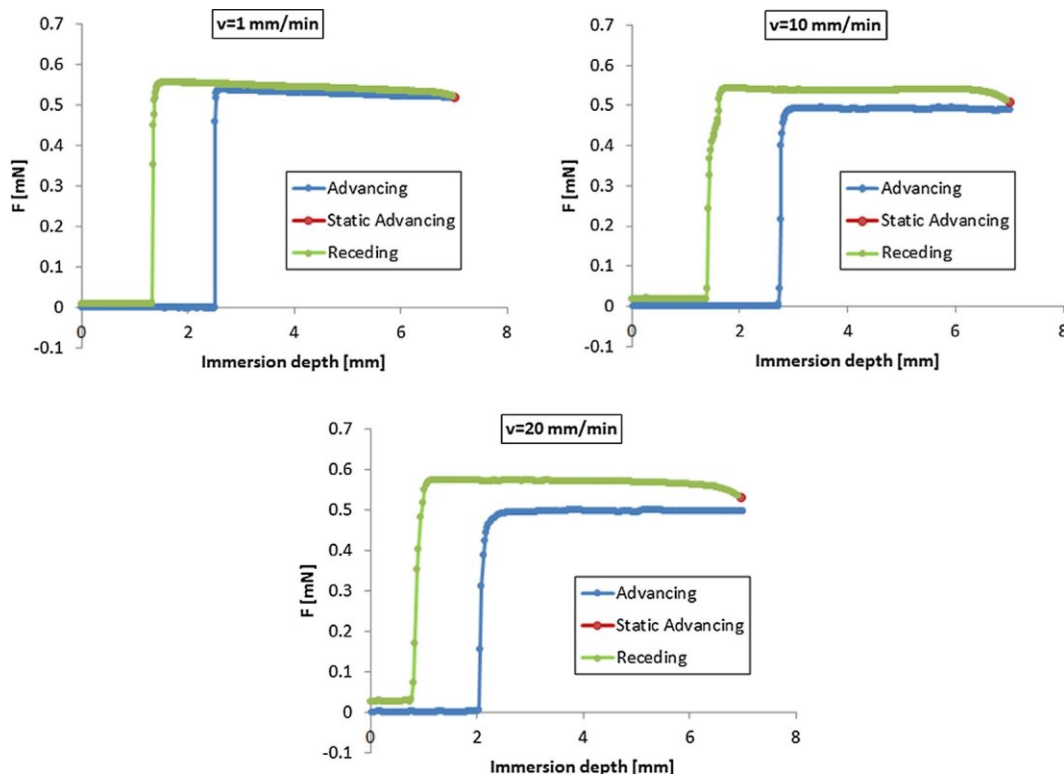 v=1 mm/min
0.7
0.6
0.5
0.4
0.3
0.2
0.1
0
-0.1
F [mN]
0 2 4 6 8
Immersion depth [mm]
Advancing
Static Advancing
Receding
v=10 mm/min
0.7
0.6
0.5
0.4
0.3
0.2
0.1
0
-0.1
F [mN]
0 2 4 6 8
Immersion depth [mm]
Advancing
Static Advancing
Receding
v=20 mm/min
0.7
0.6
0.5
0.4
0.3
0.2
0.1
0
-0.1
F [mN]
0 2 4 6 8
Immersion depth [mm]
Advancing
Static Advancing
Receding